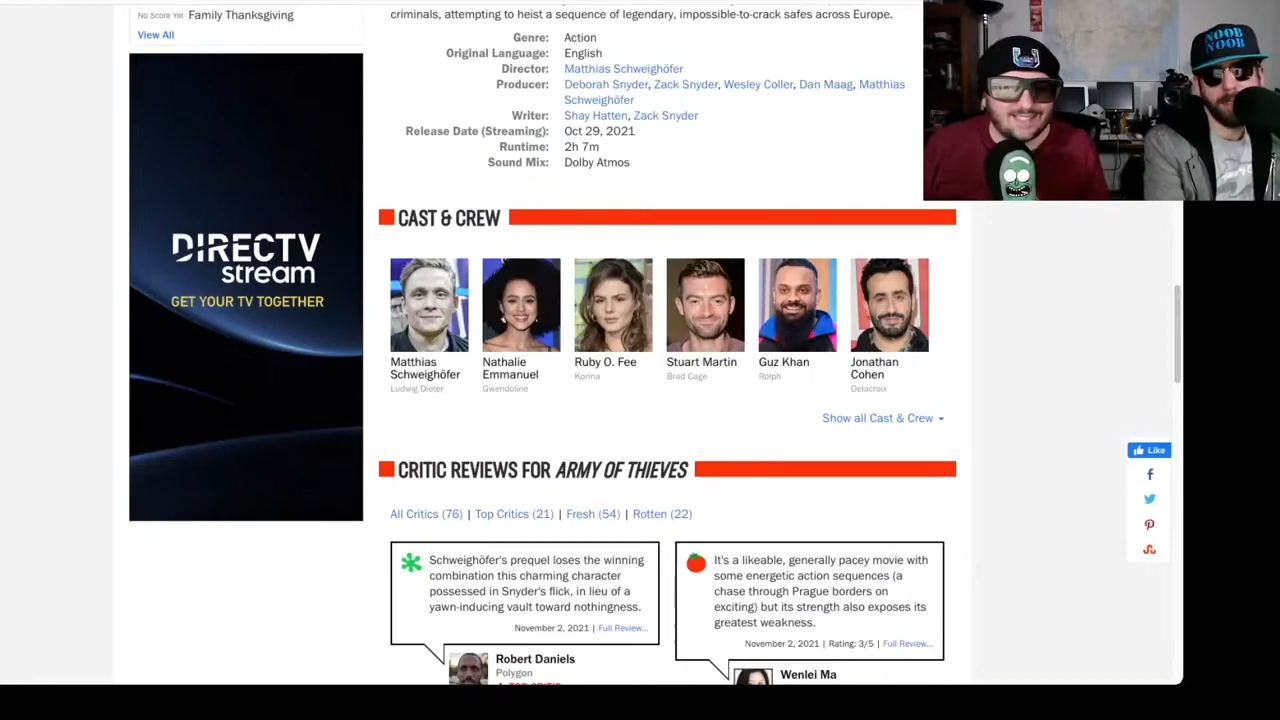 No Score Yet Family Thanksgiving
View All
criminals, attempting to heist a sequence of legendary, impossible-to-crack safes across Europe.
Genre: Action
Original Language: English
Director: Matthias Schweighöfer
Producer: Deborah Snyder, Zack Snyder, Wesley Coller, Dan Maag, Matthias
Schweighöfer
Writer: Shay Hatten, Zack Snyder
Release Date (Streaming): Oct 29, 2021
Runtime: 2h 7m
Sound Mix: Dolby Atmos
NOOB
NOOB
DIRECTV
stream
GET YOUR TV TOGETHER
CAST & CREW
Matthias
Schweighöfer
Ludwig Dieter
Nathalie
Emmanuel
Gwendoline
Ruby O. Fee
Korina
Stuart Martin
Brad Cage
Guz Khan
Rolph
Jonathan
Cohen
Delacroix
Show all Cast & Crew
Like
CRITIC REVIEWS FOR ARMY OF THIEVES
All Critics (76) | Top Critics (21) | Fresh (54) | Rotten (22)
Schweighöfer's prequel loses the winning
combination this charming character
possessed in Snyder's flick, in lieu of a
yawn-inducing vault toward nothingness.
November 2, 2021 | Full Review...
Robert Daniels
Polygon
TOP CRITIC
It's a likeable, generally pacey movie with
some energetic action sequences (a
chase through Prague borders on
exciting) but its strength also exposes its
greatest weakness.
November 2, 2021 | Rating: 3/5 | Full Review...
Wenlei Ma